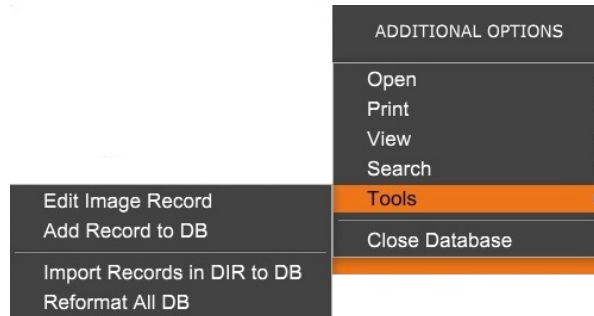 ADDITIONAL OPTIONS
Open
Print
View
Search
Tools
Close Database
Edit Image Record
Add Record to DB
Import Records in DIR to DB
Reformat All DB